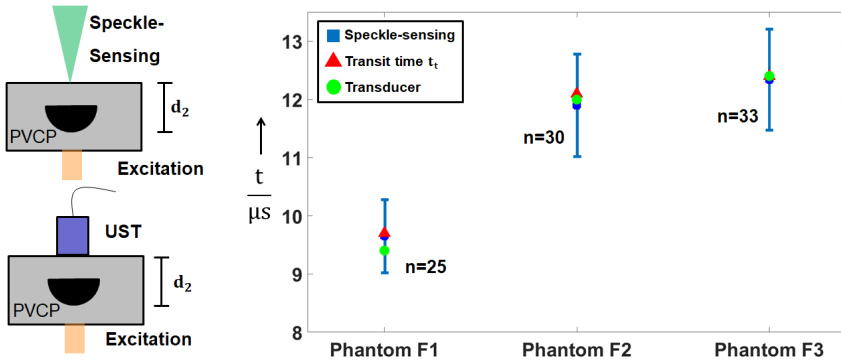 Speckle-
Sensing
d₂
PVCP
Excitation
UST
d₂
PVCP
Excitation
t
μs
13
12
11
10
9
8
Speckle-sensing
Transit time tₜ
Transducer
n=25
n=30
n=33
Phantom F1
Phantom F2
Phantom F3